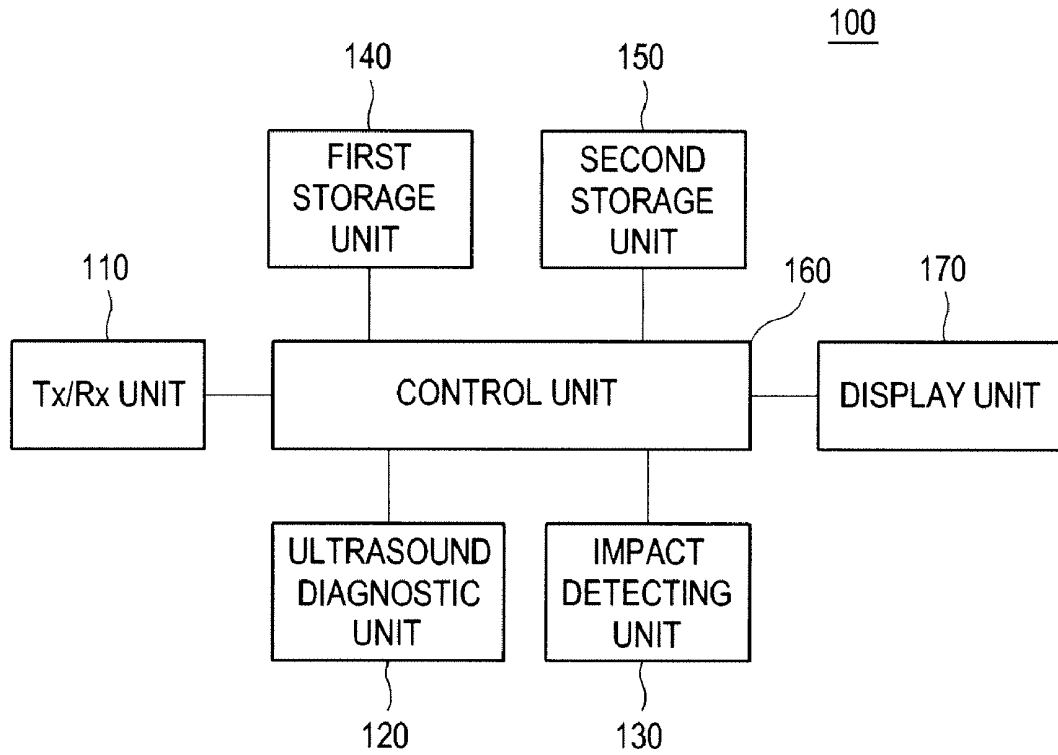 100
140
150
FIRST
STORAGE
UNIT
SECOND
STORAGE
UNIT
110
160
170
Tx/Rx UNIT
CONTROL UNIT
DISPLAY UNIT
ULTRASOUND
DIAGNOSTIC
UNIT
IMPACT
DETECTING
UNIT
120
130